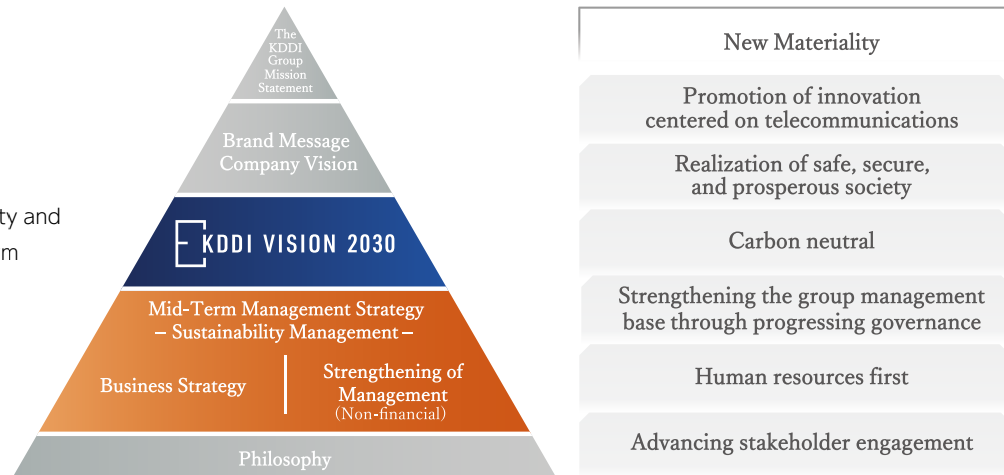 The
KDDI
Group
Mission
Statement
Brand Message
Company Vision
ty and
m
KDDI VISION 2030
Mid-Term Management Strategy
– Sustainability Management –
Business Strategy
Strengthening of
Management
(Non-financial)
Philosophy
New Materiality
Promotion of innovation
centered on telecommunications
Realization of safe, secure,
and prosperous society
Carbon neutral
Strengthening the group management
base through progressing governance
Human resources first
Advancing stakeholder engagement